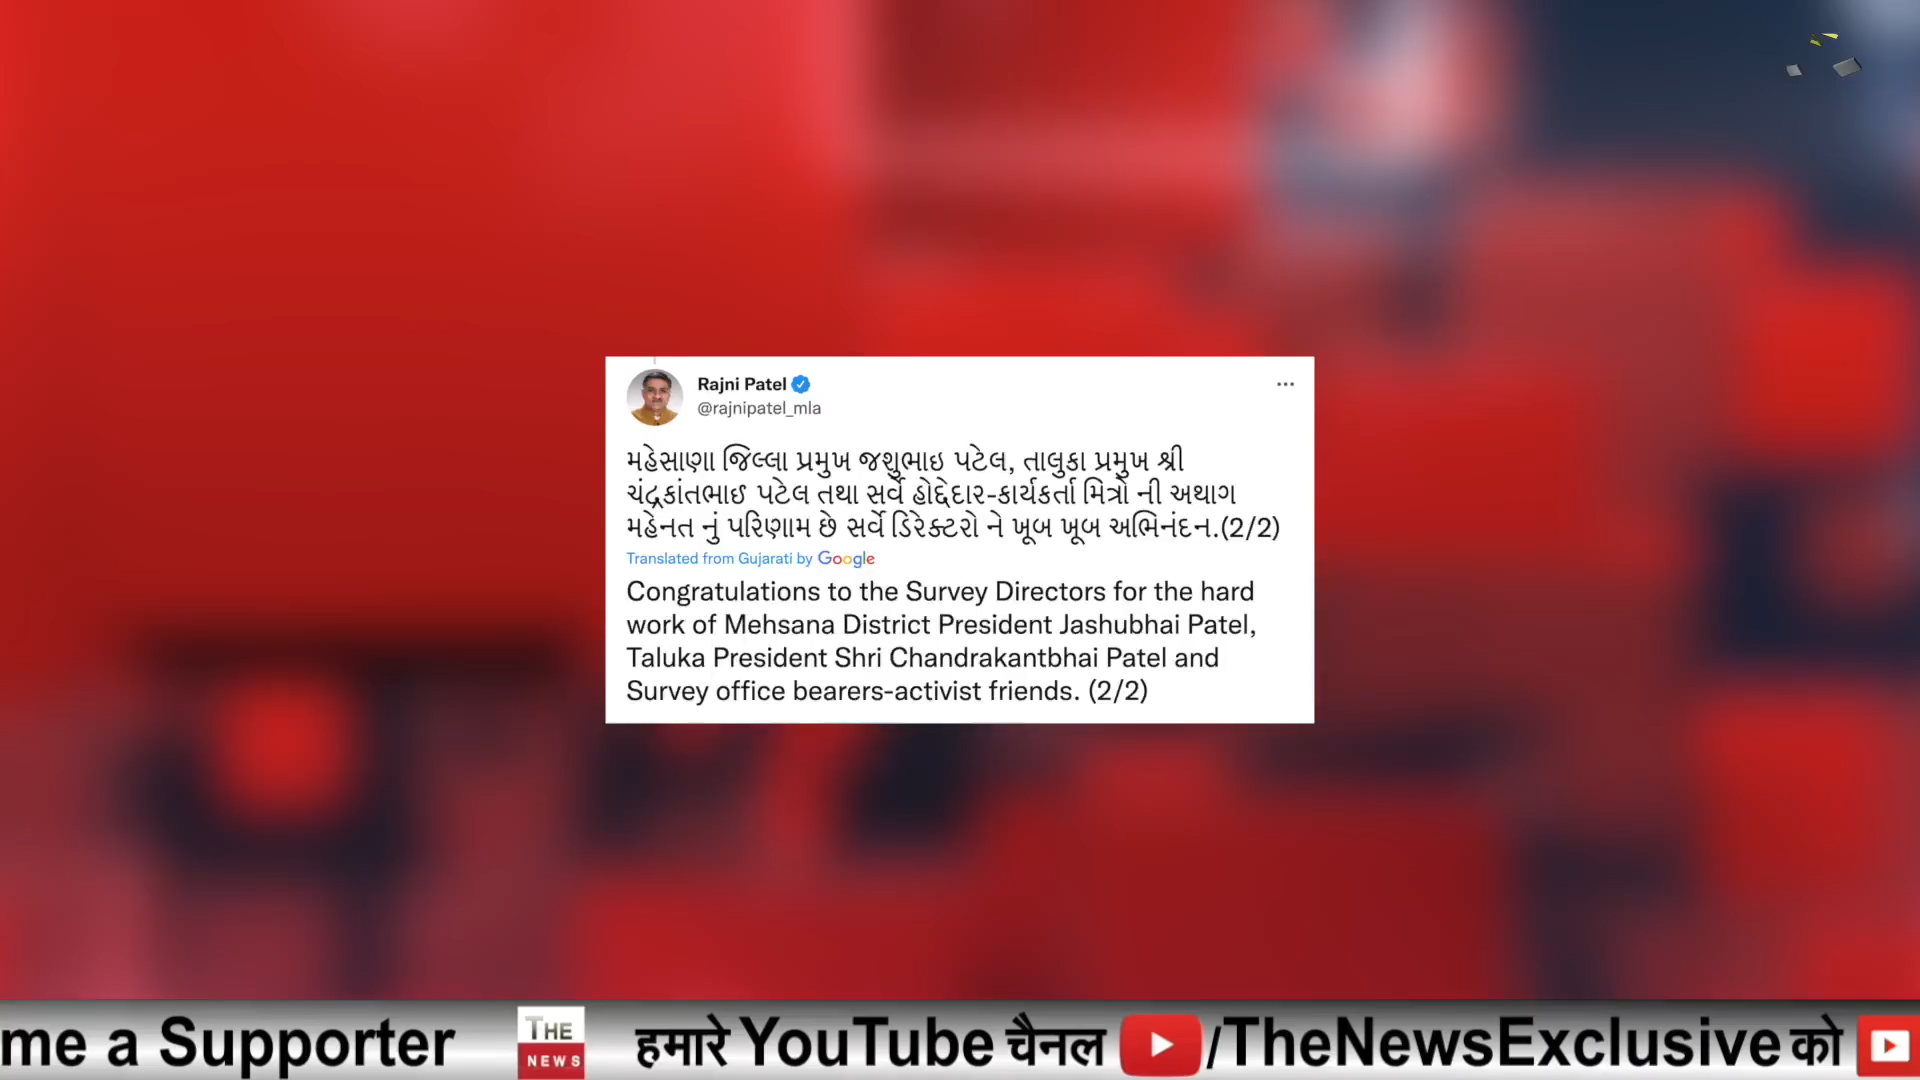 Rajni Patel
@rajnipatel_mla
મહેસાણા જિલ્લા પ્રમુખ જશુભાઇ પટેલ, તાલુકા પ્રમુખ શ્રી
ચંદ્રકાંતભાઈ પટેલ તથા સર્વે હોદ્દેદાર-કાર્યકર્તા મિત્રો ની અથાગ
મહેનત નું પરિણામ છે સર્વે ડિરેક્ટરો ને ખૂબ ખૂબ અભિનંદન.(2/2)
Translated from Gujarati by Google
Congratulations to the Survey Directors for the hard
work of Mehsana District President Jashubhai Patel,
Taluka President Shri Chandrakantbhai Patel and
Survey office bearers-activist friends. (2/2)
me a Supporter THE NEWS हमारे YouTube चैनल /TheNewsExclusive को